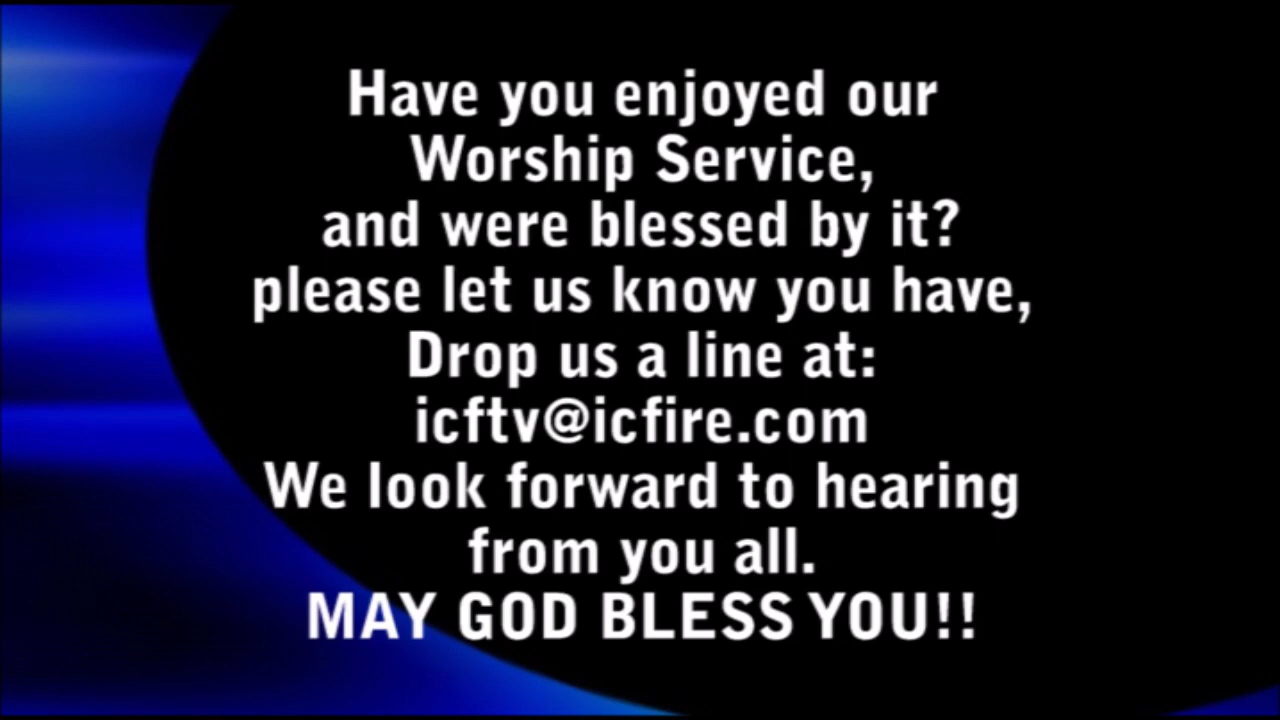 Have you enjoyed our
Worship Service,
and were blessed by it?
please let us know you have,
Drop us a line at:
icftv@icfire.com
We look forward to hearing
from you all.
MAY GOD BLESS YOU!!